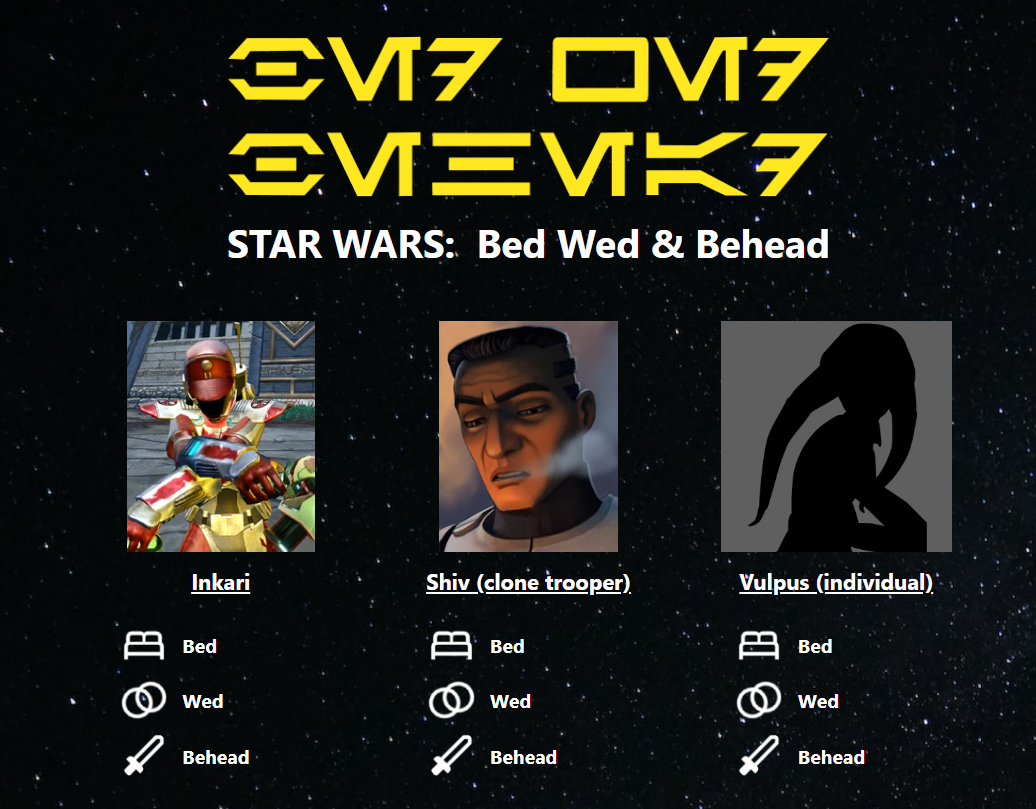 STAR WARS: Bed Wed & Behead
Inkari
Shiv (clone trooper)
Vulpus (individual)
Bed
Bed
Bed
Wed
Wed
Wed
Behead
Behead
Behead